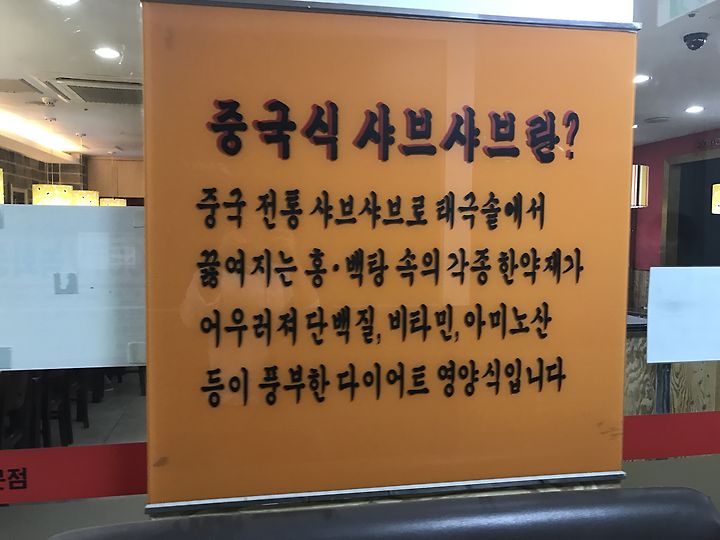 중국식 샤브샤브란?
중국 전통 샤브샤브로 태극솥에서
끓여지는 홍·백탕 속의 각종 한약재가
어우러져 단백질, 비타민, 아미노산
등이 풍부한 다이어트 영양식입니다
문점